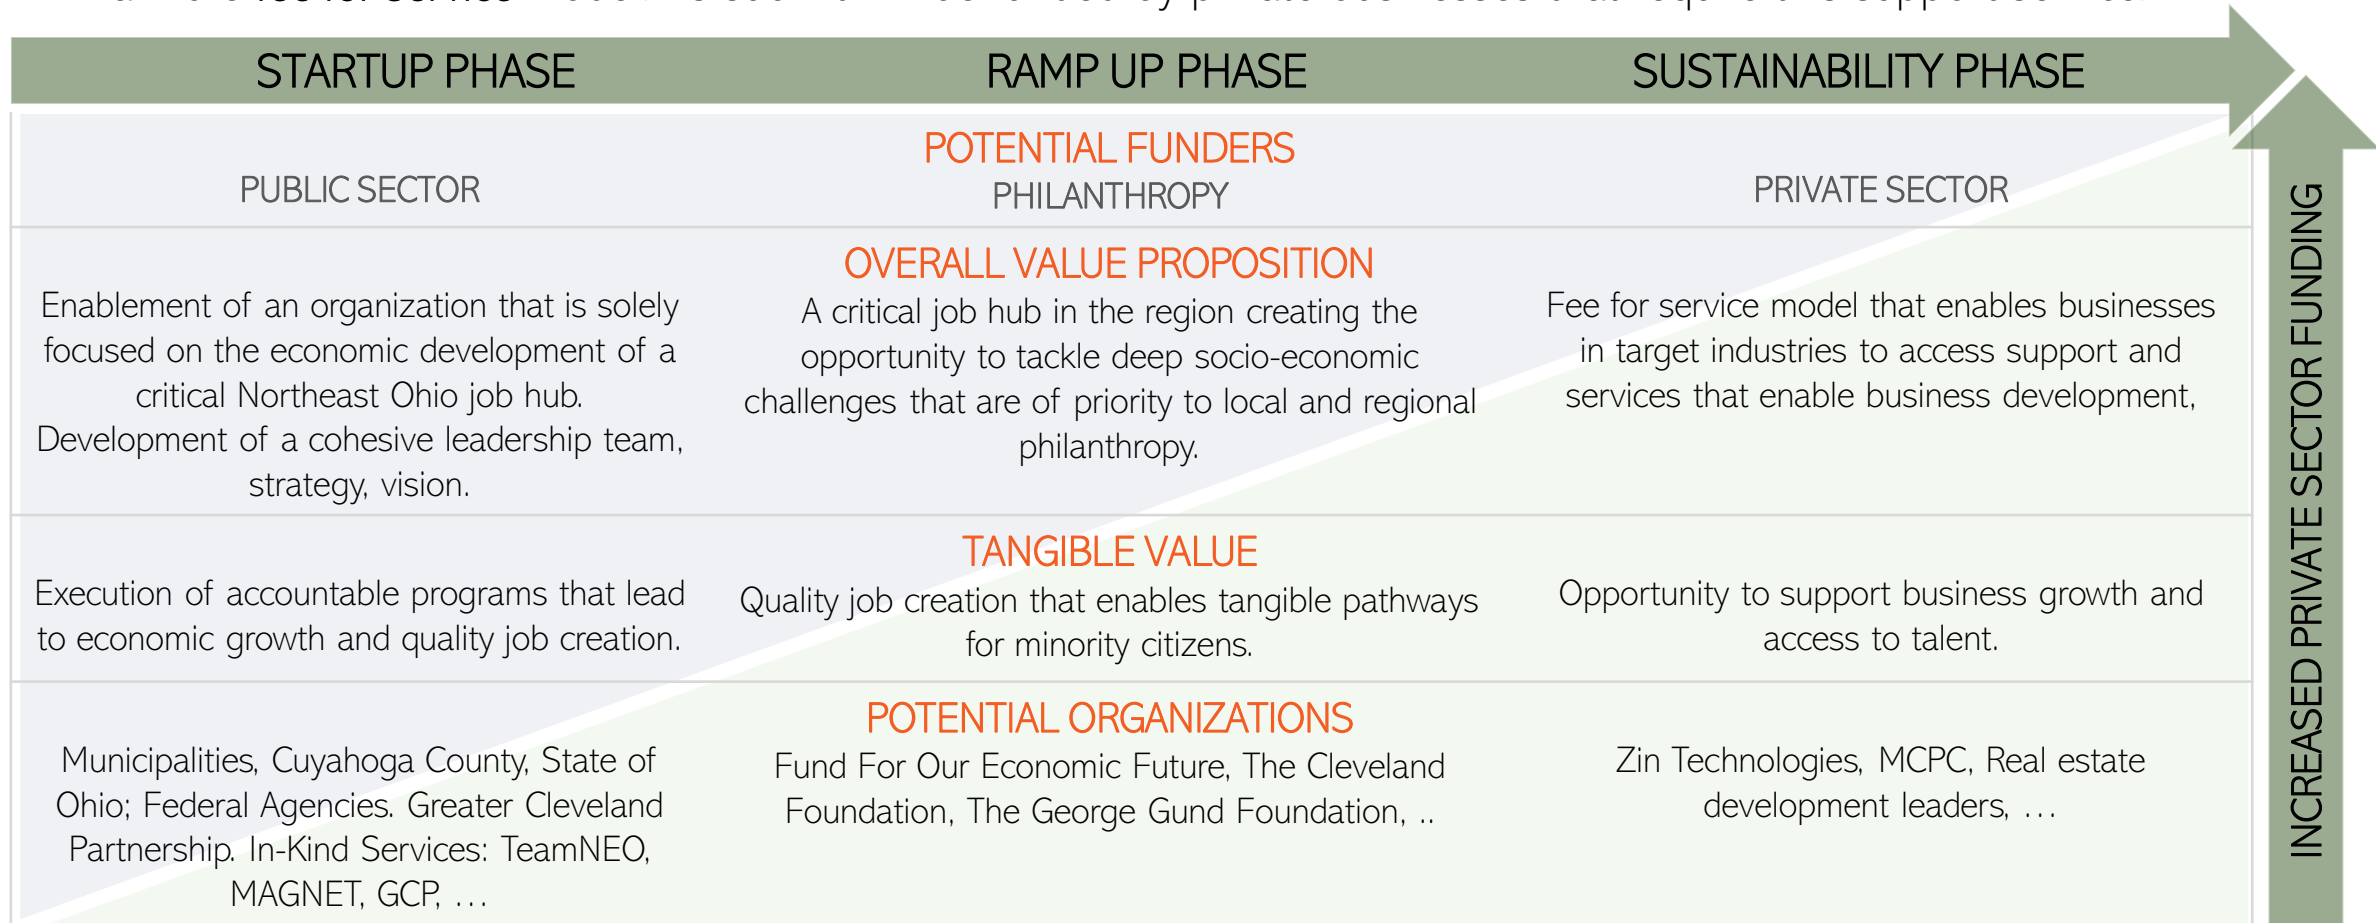 STARTUP PHASE
RAMP UP PHASE
SUSTAINABILITY PHASE
POTENTIAL FUNDERS
PUBLIC SECTOR
PHILANTHROPY
PRIVATE SECTOR
OVERALL VALUE PROPOSITION
Enablement of an organization that is solely
focused on the economic development of a
critical Northeast Ohio job hub.
Development of a cohesive leadership team,
strategy, vision.
A critical job hub in the region creating the
opportunity to tackle deep socio-economic
challenges that are of priority to local and regional
philanthropy.
Fee for service model that enables businesses
in target industries to access support and
services that enable business development,
TANGIBLE VALUE
Execution of accountable programs that lead
to economic growth and quality job creation.
Quality job creation that enables tangible pathways
for minority citizens.
Opportunity to support business growth and
access to talent.
POTENTIAL ORGANIZATIONS
Municipalities, Cuyahoga County, State of
Ohio; Federal Agencies. Greater Cleveland
Partnership. In-Kind Services: TeamNEO,
MAGNET, GCP, …
Fund For Our Economic Future, The Cleveland
Foundation, The George Gund Foundation, ..
Zin Technologies, MCPC, Real estate
development leaders, …
INCREASED PRIVATE SECTOR FUNDING